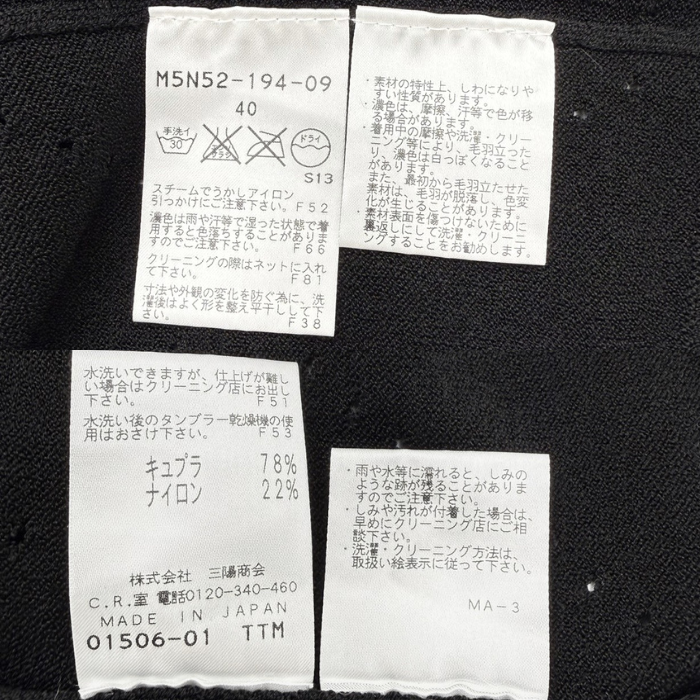 M5N52-194-09
40
手洗イ
30
エンソ
サラシ
ドライ
S13
スチームでうかしアイロン
引っつけにご注意下さい。F52
濃色は雨や汗等で湿った状態で着
用すると色落ちすることがありま
すのでご注意下さい。 F66
クリーニングの際はネットに入れ
て下さい。 F81
寸法や外観の変化を防ぐ為に、洗
濯後はよく形を整え平干しして下
さい。 F38
・素材の特性上、しわになりや
すい性質があります。
・濃色は、摩擦、汗等で色が移
る場合があります。
・着用中の摩擦や洗濯・クリー
ニング等により、毛羽立った
り、濃色は白っぽくなること
があります。
また、最初から毛羽立たせた
素材は、毛羽が脱落し、色変
化が生じることがあります。
・素材表面を傷つけないために
裏返しにして洗濯・クリーニ
ングすることをお勧めします。
水洗いできますが、仕上げが難し
い場合はクリーニング店にお出し
下さい。 F51
水洗い後のタンブラー乾燥機の使
用はおさけ下さい。 F53
キュプラ 78%
ナイロン 22%
株式会社 三陽商会
C.R.室 電話0120-340-460
MADE IN JAPAN
01506-01 TTM
・雨や水等に濡れると、しみの
ような跡が残ることがありま
すのでご注意下さい。
・しみや汚れが付着した場合は、
早めにクリーニング店にご相
談下さい。
・洗濯・クリーニング方法は、
取扱い絵表示に従って下さい。
MA-3